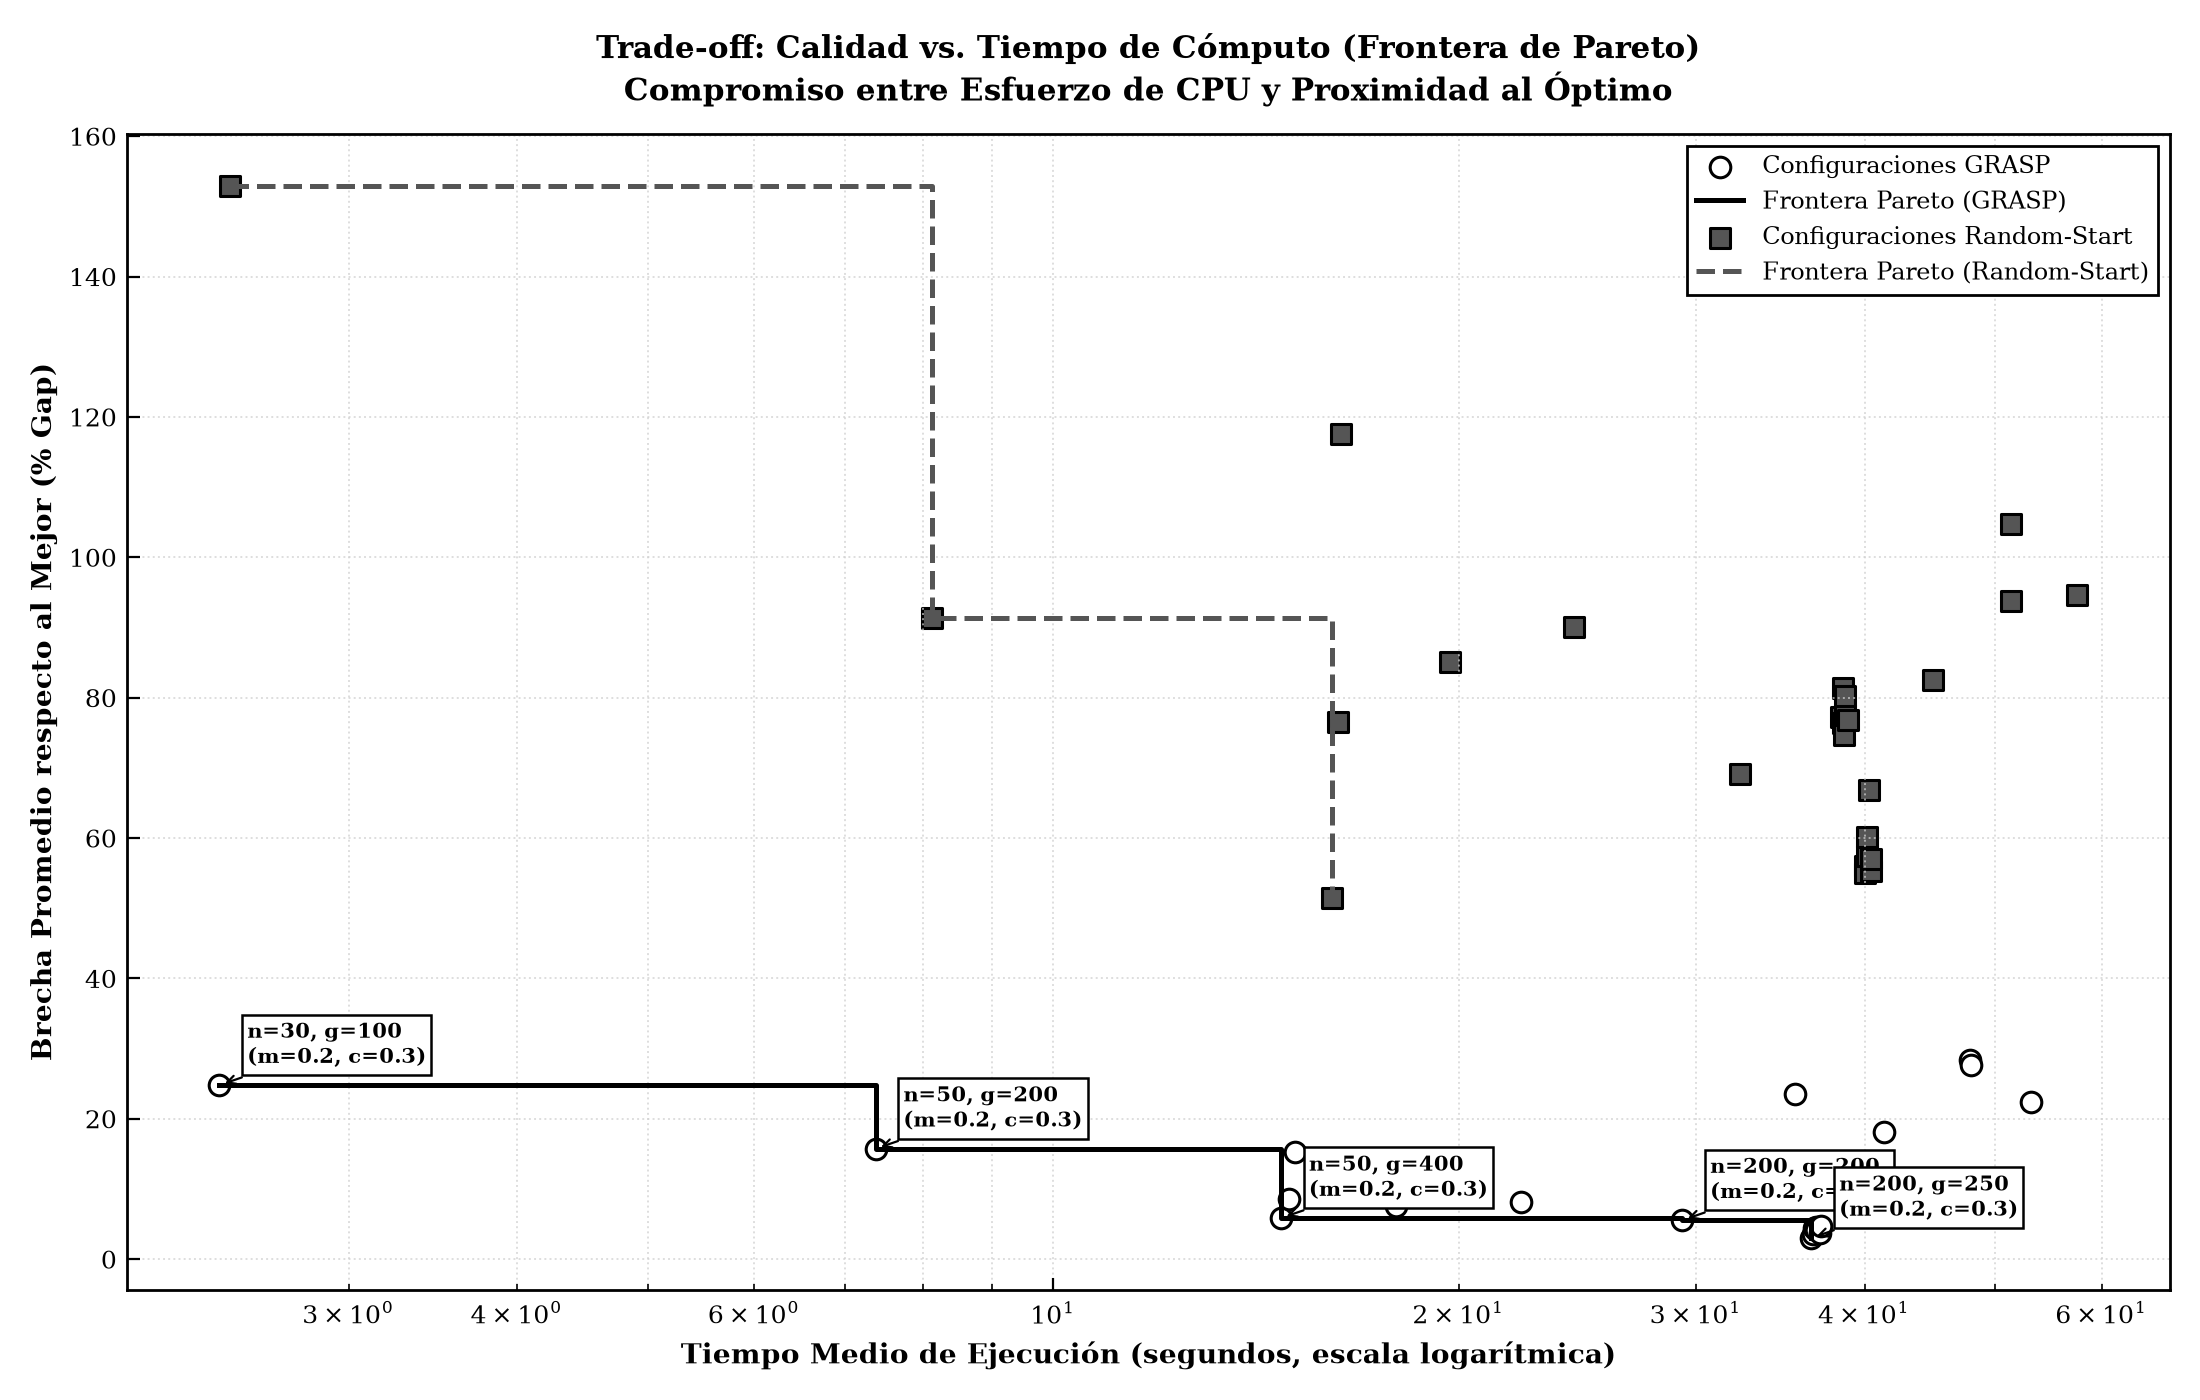 Trade-off: Calidad vs. Tiempo de Cómputo (Frontera de Pareto)
Compromiso entre Esfuerzo de CPU y Proximidad al Óptimo
Brecha Promedio respecto al Mejor (% Gap)
160
140
120
100
80
60
40
20
0
Configuraciones GRASP
Frontera Pareto (GRASP)
Configuraciones Random-Start
Frontera Pareto (Random-Start)
n=30, g=100
(m=0.2, c=0.3)
n=50, g=200
(m=0.2, c=0.3)
n=50, g=400
(m=0.2, c=0.3)
n=200, g=200
(m=0.2, c=
n=200, g=250
(m=0.2, c=0.3)
3 × 10⁰
4 × 10⁰
6 × 10⁰
10¹
2 × 10¹
3 × 10¹
4 × 10¹
6 × 10¹
Tiempo Medio de Ejecución (segundos, escala logarítmica)